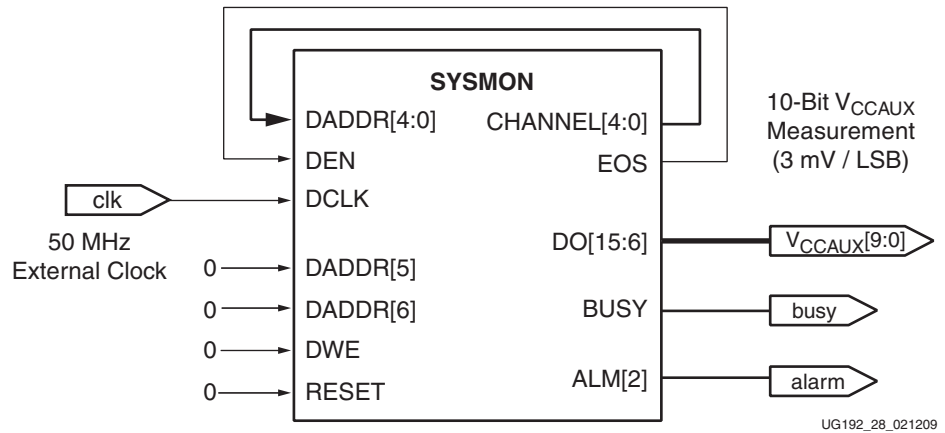 SYSMON
DADDR[4:0]
CHANNEL[4:0]
DEN
EOS
clk
DCLK
50 MHz
External Clock
10-Bit VCCAUX
Measurement
(3 mV / LSB)
DO[15:6]
VCCAUX[9:0]
0
DADDR[5]
0
DADDR[6]
BUSY
busy
0
DWE
0
RESET
ALM[2]
alarm
UG192_28_021209